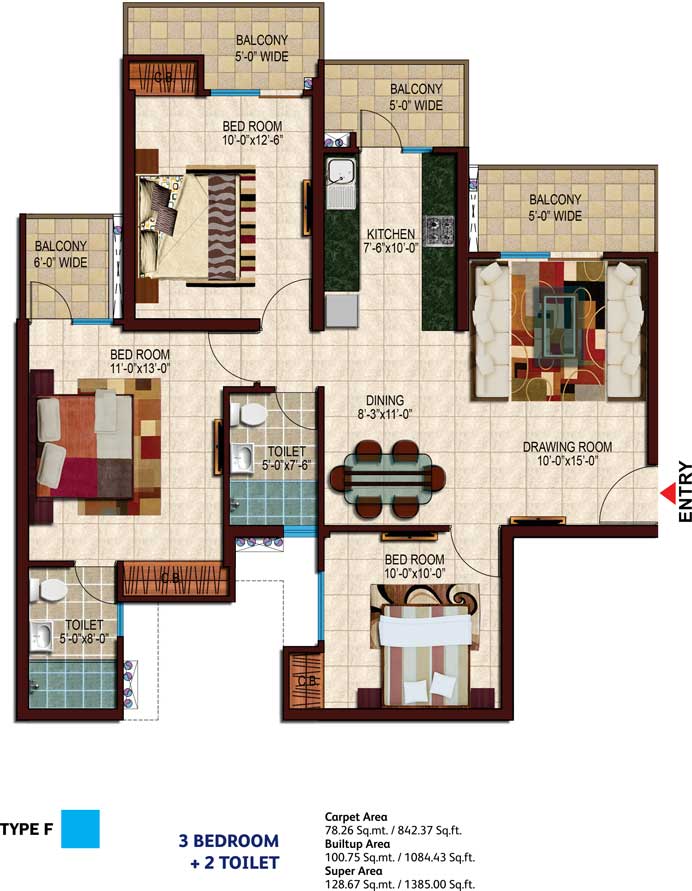 BALCONY
5'-0" WIDE
C.B.
BALCONY
5'-0" WIDE
BED ROOM
10'-0"x12'-6"
BALCONY
5'-0" WIDE
KITCHEN
7'-6"x10'-0"
BALCONY
6'-0" WIDE
BED ROOM
11'-0"x13'-0"
DINING
8'-3"x11'-0"
DRAWING ROOM
10'-0"x15'-0"
TOILET
5'-0"x7'-6"
ENTRY
BED ROOM
10'-0"x10'-0"
C.B.
TOILET
5'-0"x8'-0"
C.B.
TYPE F
3 BEDROOM
+ 2 TOILET
Carpet Area
78.26 Sq.mt. / 842.37 Sq.ft.
Builtup Area
100.75 Sq.mt. / 1084.43 Sq.ft.
Super Area
128.67 Sq.mt. / 1385.00 Sq.ft.